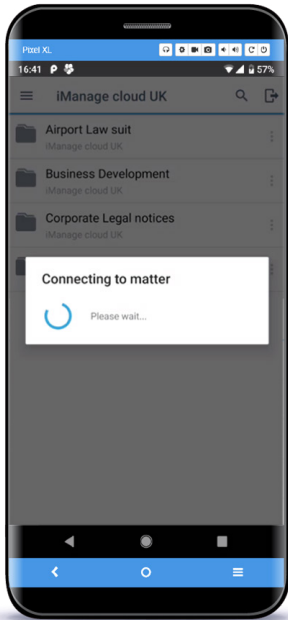 Pixel XL
16:41 57%
iManage cloud UK
Airport Law suit
iManage cloud UK
Business Development
iManage cloud UK
Corporate Legal notices
iManage cloud UK
Connecting to matter
Please wait...